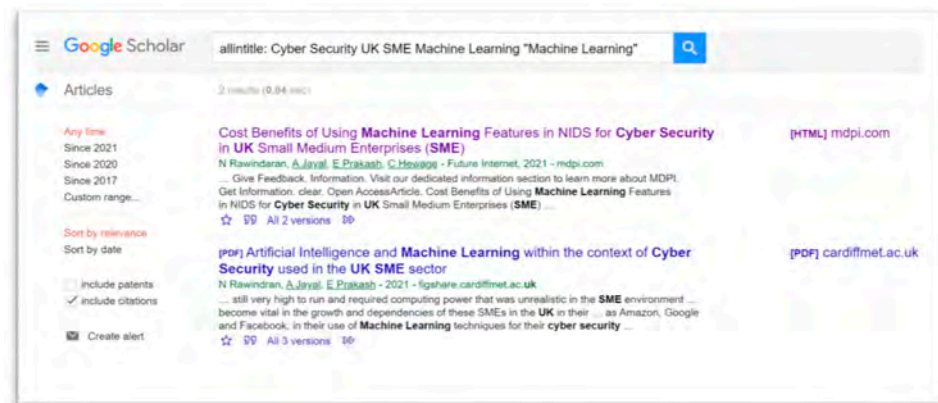 Google Scholar
allintitle: Cyber Security UK SME Machine Learning "Machine Learning"
Articles
2 results (0.04 sec)
Any time
Since 2021
Since 2020
Since 2017
Custom range...
Sort by relevance
Sort by date
include patents
include citations
Create alert
Cost Benefits of Using Machine Learning Features in NIDS for Cyber Security
in UK Small Medium Enterprises (SME)
N Rawindaran, A Jayal, E Prakash, C Hewage - Future Internet, 2021 - mdpi.com
... Give Feedback. Information. Visit our dedicated information section to learn more about MDPI.
Get Information. clear. Open AccessArticle. Cost Benefits of Using Machine Learning Features
in NIDS for Cyber Security in UK Small Medium Enterprises (SME) ...
All 2 versions
[HTML] mdpi.com
[PDF] Artificial Intelligence and Machine Learning within the context of Cyber
Security used in the UK SME sector
N Rawindran, A Jayal, E Prakash - 2021 - figshare.cardiffmet.ac.uk
... still very high to run and required computing power that was unrealistic in the SME environment ...
become vital in the growth and dependencies of these SMEs in the UK in their ... as Amazon, Google
and Facebook, in their use of Machine Learning techniques for their cyber security ...
All 3 versions
[PDF] cardiffmet.ac.uk